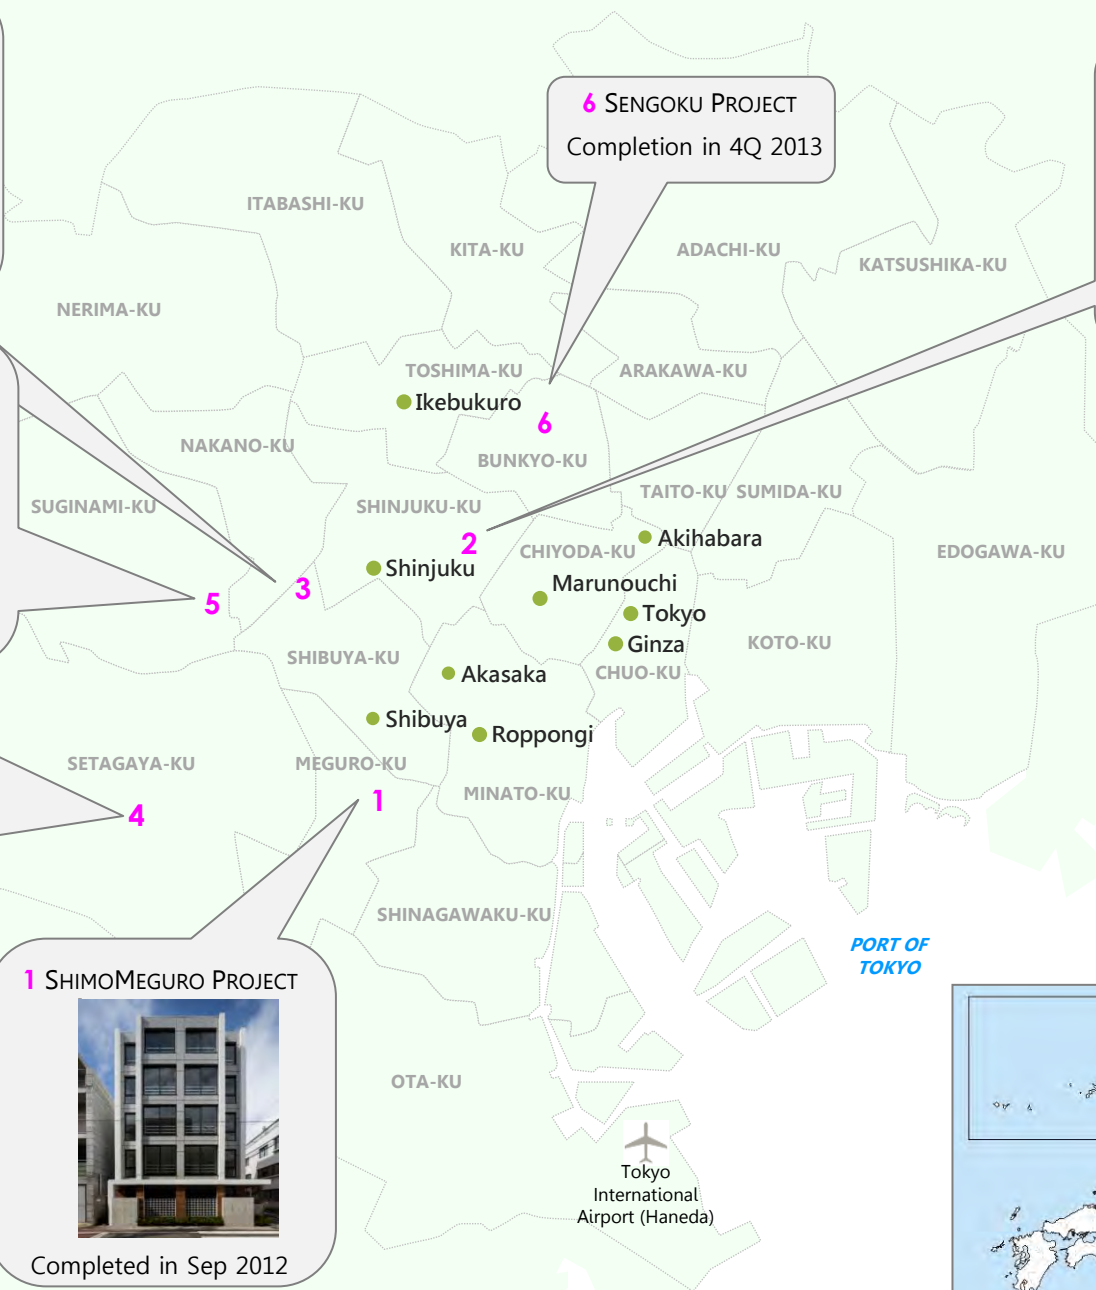 6 SENGOKU PROJECT
Completion in 4Q 2013
ITABASHI-KU
KITA-KU
ADACHI-KU
KATSUSHIKA-KU
NERIMA-KU
TOSHIMA-KU
ARAKAWA-KU
Ikebukuro
6
NAKANO-KU
BUNKYO-KU
SUGINAMI-KU
SHINJUKU-KU
TAITO-KU
SUMIDA-KU
2
Akihabara
CHIYODA-KU
EDOGAWA-KU
Shinjuku
Marunouchi
3
5
Tokyo
Ginza
KOTO-KU
SHIBUYA-KU
CHUO-KU
Akasaka
Shibuya
Roppongi
SETAGAYA-KU
MEGURO-KU
MINATO-KU
1
4
SHINAGAWAKU-KU
PORT OF
TOKYO
1 SHIMOMEGURO PROJECT
Completed in Sep 2012
OTA-KU
Tokyo
International
Airport (Haneda)